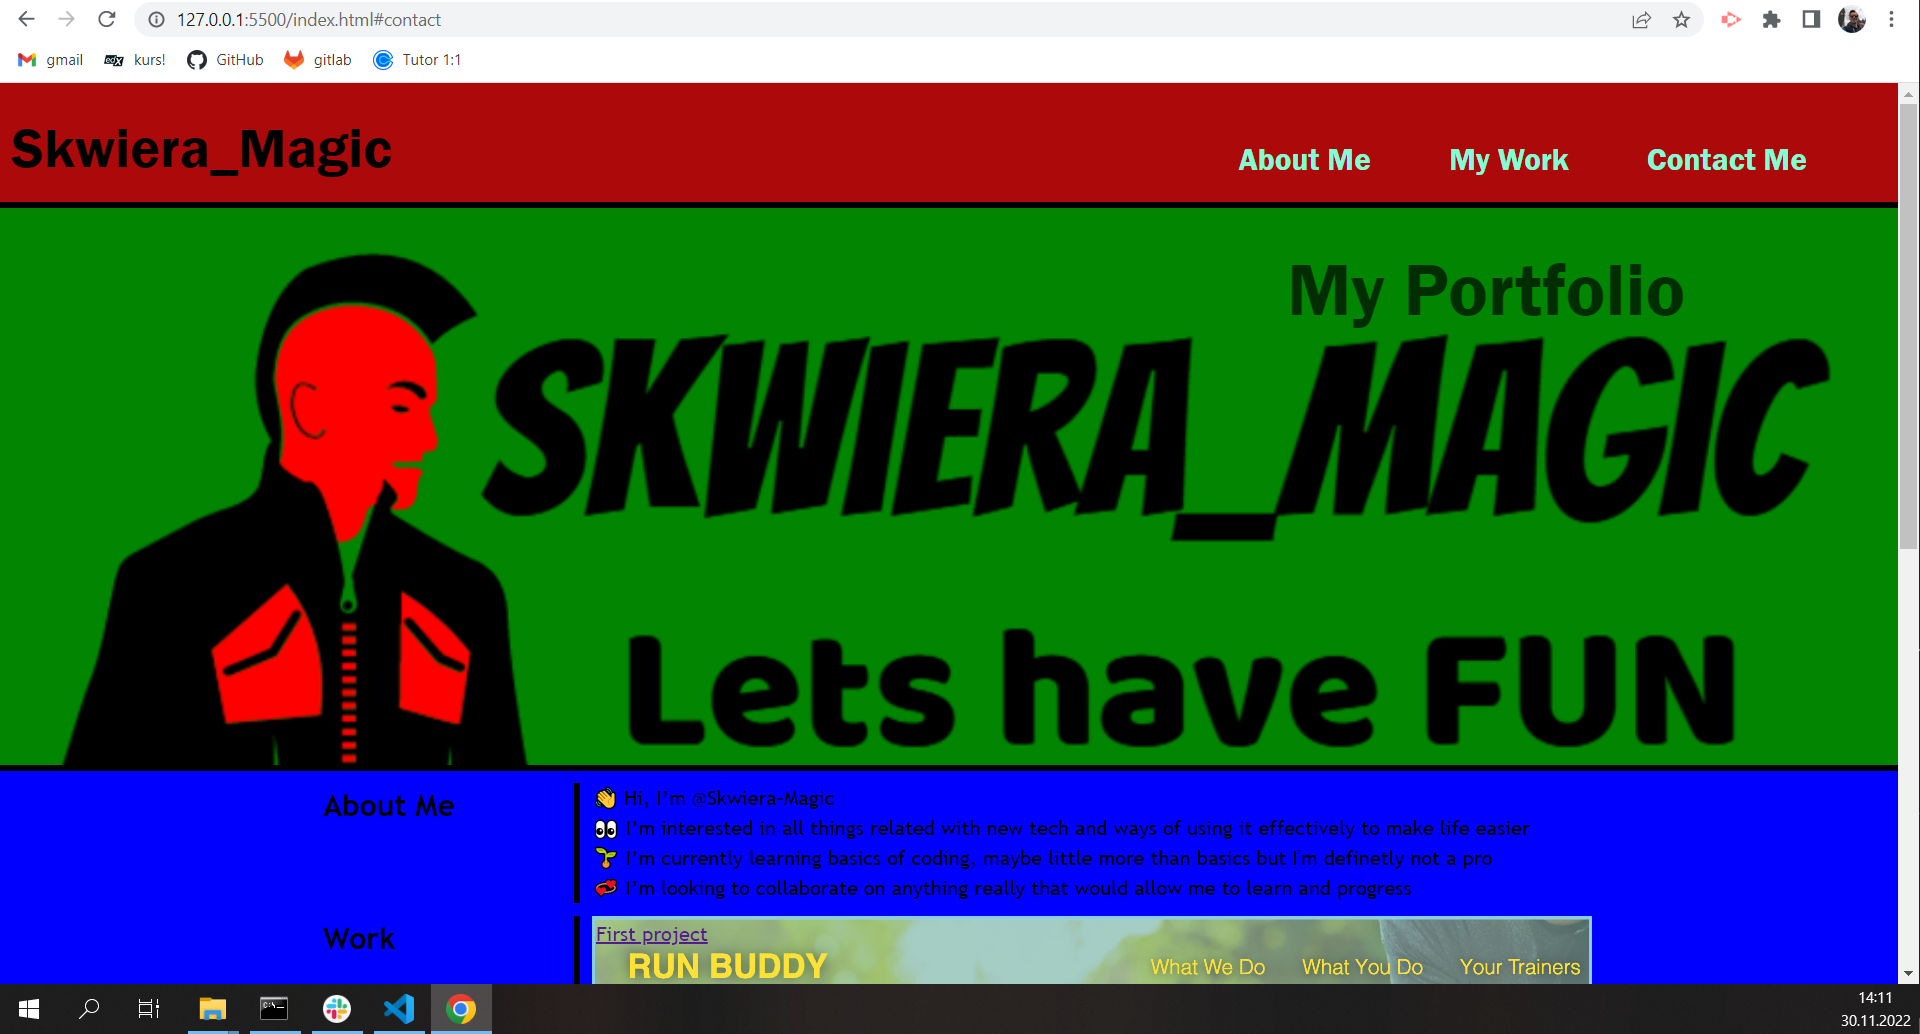 127.0.0.1:5500/index.html#contact
gmail
edX
kurs!
GitHub
gitlab
Tutor 1:1
Skwiera_Magic
About Me
My Work
Contact Me
My Portfolio
SKWIERA_MAGIC
Lets have FUN
About Me
👋 Hi, I'm @Skwiera-Magic
👀 I'm interested in all things related with new tech and ways of using it effectively to make life easier
🌱 I'm currently learning basics of coding, maybe little more than basics but I'm definetly not a pro
💞️ I'm looking to collaborate on anything really that would allow me to learn and progress
Work
First project
RUN BUDDY
What We Do
What You Do
Your Trainers
14:11
30.11.2022